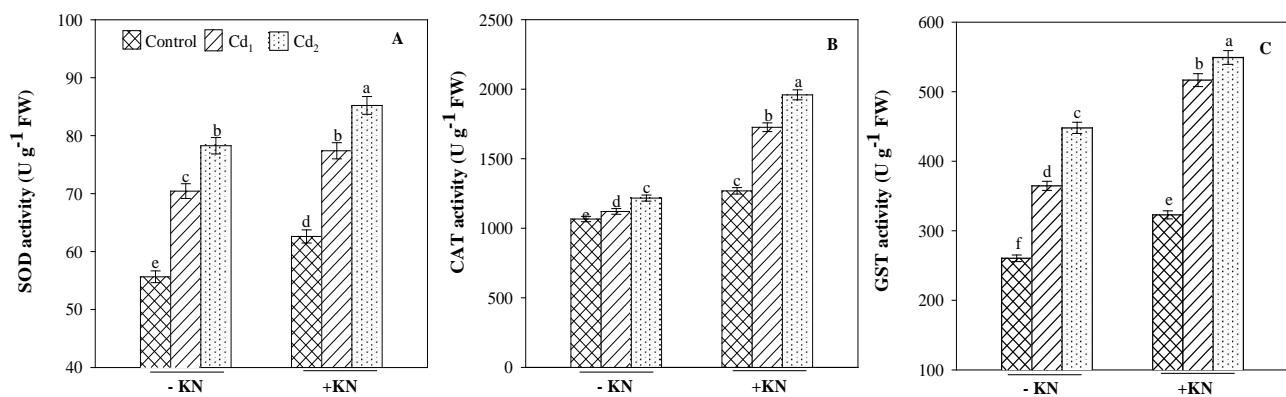 SOD activity (U g-1 FW)
100
90
80
70
60
50
40
Control Cd1 Cd2
A
e
c
b
d
b
a
- KN
+KN
CAT activity (U g-1 FW)
2500
2000
1500
1000
500
0
B
e
d
c
c
b
a
- KN
+KN
GST activity (U g-1 FW)
600
500
400
300
200
100
C
f
d
c
e
b
a
- KN
+KN